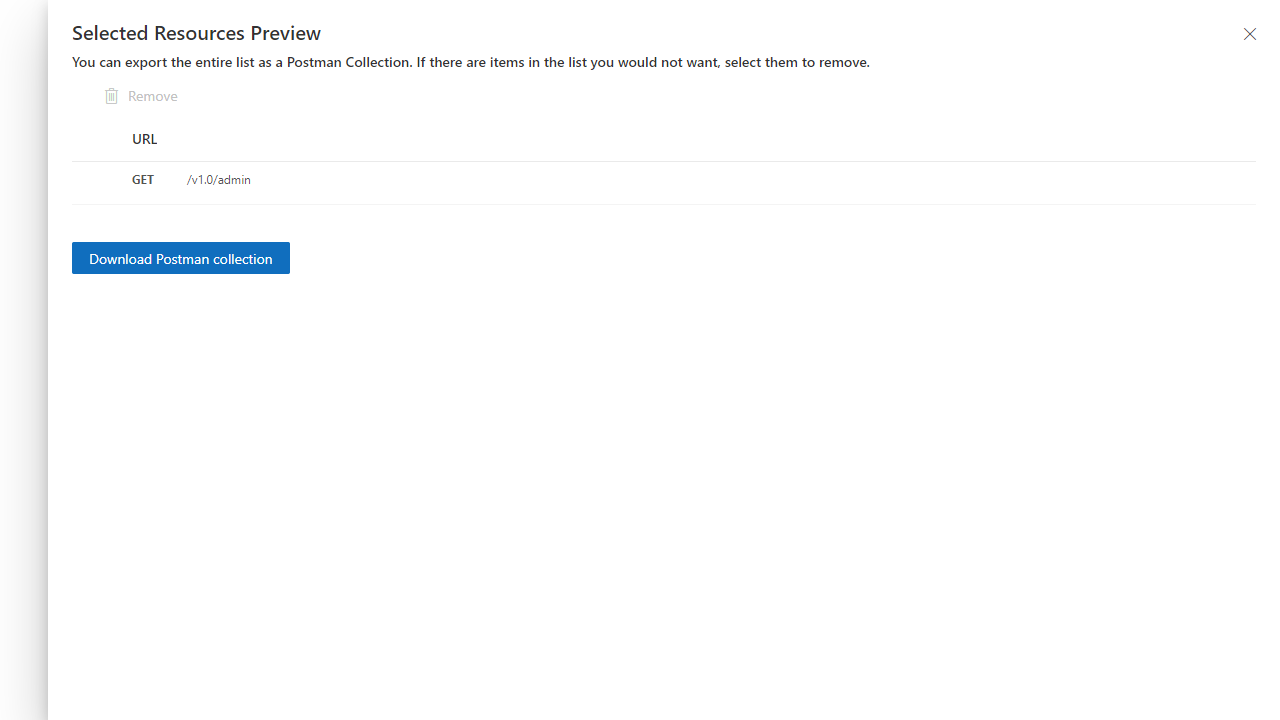 Selected Resources Preview
You can export the entire list as a Postman Collection. If there are items in the list you would not want, select them to remove.
Remove
URL
GET /v1.0/admin
Download Postman collection